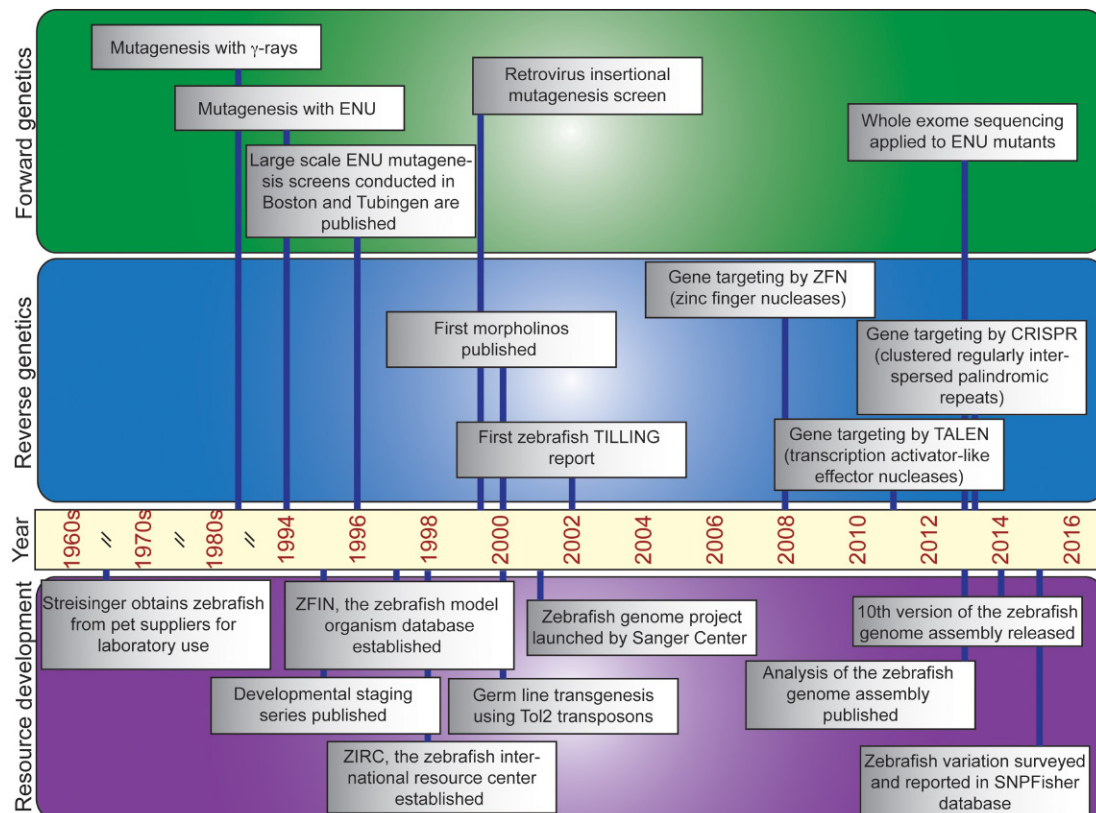 Forward genetics
Mutagenesis with γ-rays
Mutagenesis with ENU
Large scale ENU mutagene-
sis screens conducted in
Boston and Tubingen are
published
Retrovirus insertional
mutagenesis screen
Whole exome sequencing
applied to ENU mutants
Reverse genetics
First morpholinos
published
First zebrafish TILLING
report
Gene targeting by ZFN
(zinc finger nucleases)
Gene targeting by CRISPR
(clustered regularly inter-
spersed palindromic
repeats)
Gene targeting by TALEN
(transcription activator-like
effector nucleases)
Year
1960s
//
1970s
//
1980s
//
1994
1996
1998
2000
2002
2004
2006
2008
2010
2012
2014
2016
Resource development
Streisinger obtains zebrafish
from pet suppliers for
laboratory use
ZFIN, the zebrafish model
organism database
established
Developmental staging
series published
ZIRC, the zebrafish inter-
national resource center
established
Zebrafish genome project
launched by Sanger Center
Germ line transgenesis
using Tol2 transposons
10th version of the zebrafish
genome assembly released
Analysis of the zebrafish
genome assembly
published
Zebrafish variation surveyed
and reported in SNPFisher
database